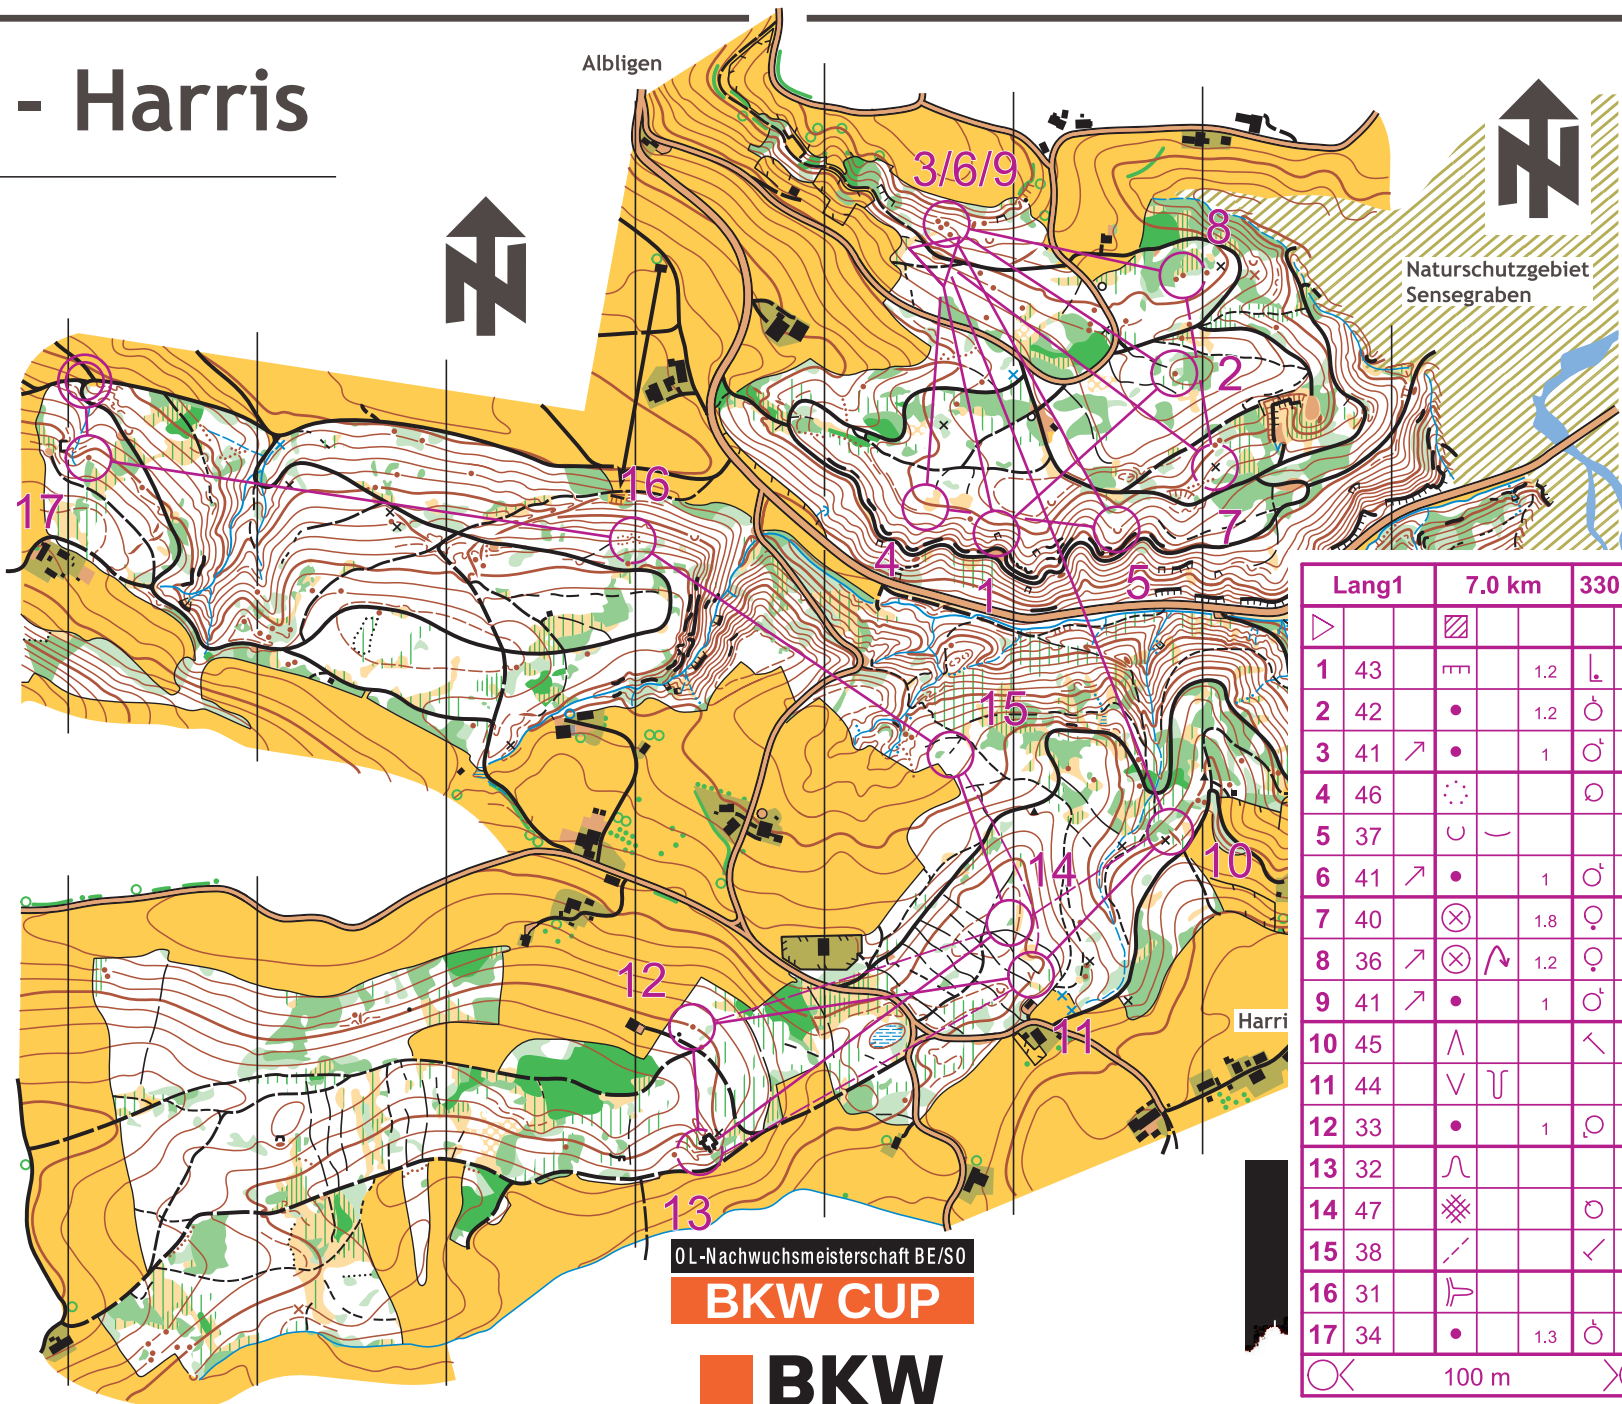 - Harris
Albligen
3/6/9
8
Naturschutzgebiet
Sensegraben
2
16
17
7
4
1
5
15
10
14
12
11
Harri
13
Lang1 7.0 km 330
1 43 1.2
2 42 1.2
3 41 1
4 46
5 37
6 41 1
7 40 1.8
8 36 1.2
9 41 1
10 45
11 44
12 33 1
13 32
14 47
15 38
16 31
17 34 1.3
100 m
OL-Nachwuchsmeisterschaft BE/SO
BKW CUP
BKW